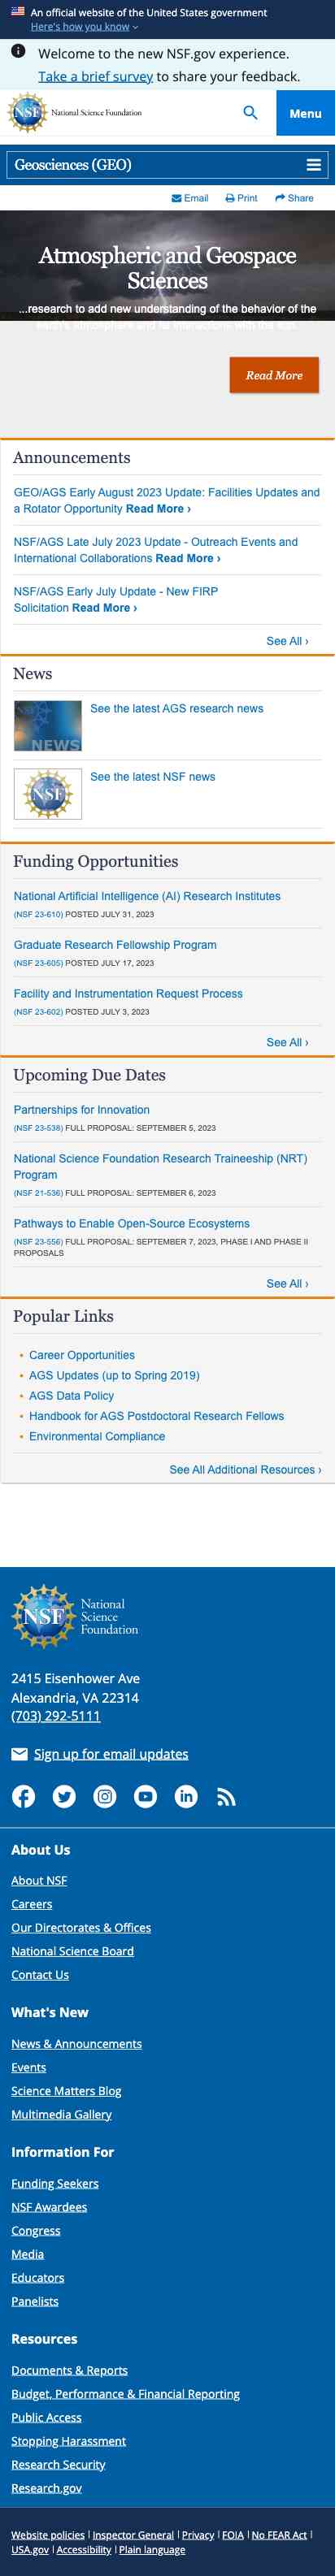 An official website of the United States government
Here's how you know
Welcome to the new NSF.gov experience.
Take a brief survey to share your feedback.
NSF National Science Foundation
Menu
Geosciences (GEO)
Email Print Share
Atmospheric and Geospace
Sciences
...research to add new understanding of the behavior of the
earth's atmosphere and its interactions with the sun.
Read More
Announcements
GEO/AGS Early August 2023 Update: Facilities Updates and
a Rotator Opportunity Read More ›
NSF/AGS Late July 2023 Update - Outreach Events and
International Collaborations Read More ›
NSF/AGS Early July Update - New FIRP
Solicitation Read More ›
See All ›
News
NEWS
See the latest AGS research news
NSF
See the latest NSF news
Funding Opportunities
National Artificial Intelligence (AI) Research Institutes
(NSF 23-610) POSTED JULY 31, 2023
Graduate Research Fellowship Program
(NSF 23-605) POSTED JULY 17, 2023
Facility and Instrumentation Request Process
(NSF 23-602) POSTED JULY 3, 2023
See All ›
Upcoming Due Dates
Partnerships for Innovation
(NSF 23-538) FULL PROPOSAL: SEPTEMBER 5, 2023
National Science Foundation Research Traineeship (NRT)
Program
(NSF 21-536) FULL PROPOSAL: SEPTEMBER 6, 2023
Pathways to Enable Open-Source Ecosystems
(NSF 23-556) FULL PROPOSAL: SEPTEMBER 7, 2023, PHASE I AND PHASE II
PROPOSALS
See All ›
Popular Links
• Career Opportunities
• AGS Updates (up to Spring 2019)
• AGS Data Policy
• Handbook for AGS Postdoctoral Research Fellows
• Environmental Compliance
See All Additional Resources ›
NSF
National
Science
Foundation
2415 Eisenhower Ave
Alexandria, VA 22314
(703) 292-5111
Sign up for email updates
About Us
About NSF
Careers
Our Directorates & Offices
National Science Board
Contact Us
What's New
News & Announcements
Events
Science Matters Blog
Multimedia Gallery
Information For
Funding Seekers
NSF Awardees
Congress
Media
Educators
Panelists
Resources
Documents & Reports
Budget, Performance & Financial Reporting
Public Access
Stopping Harassment
Research Security
Research.gov
Website policies | Inspector General | Privacy | FOIA | No FEAR Act |
USA.gov | Accessibility | Plain language